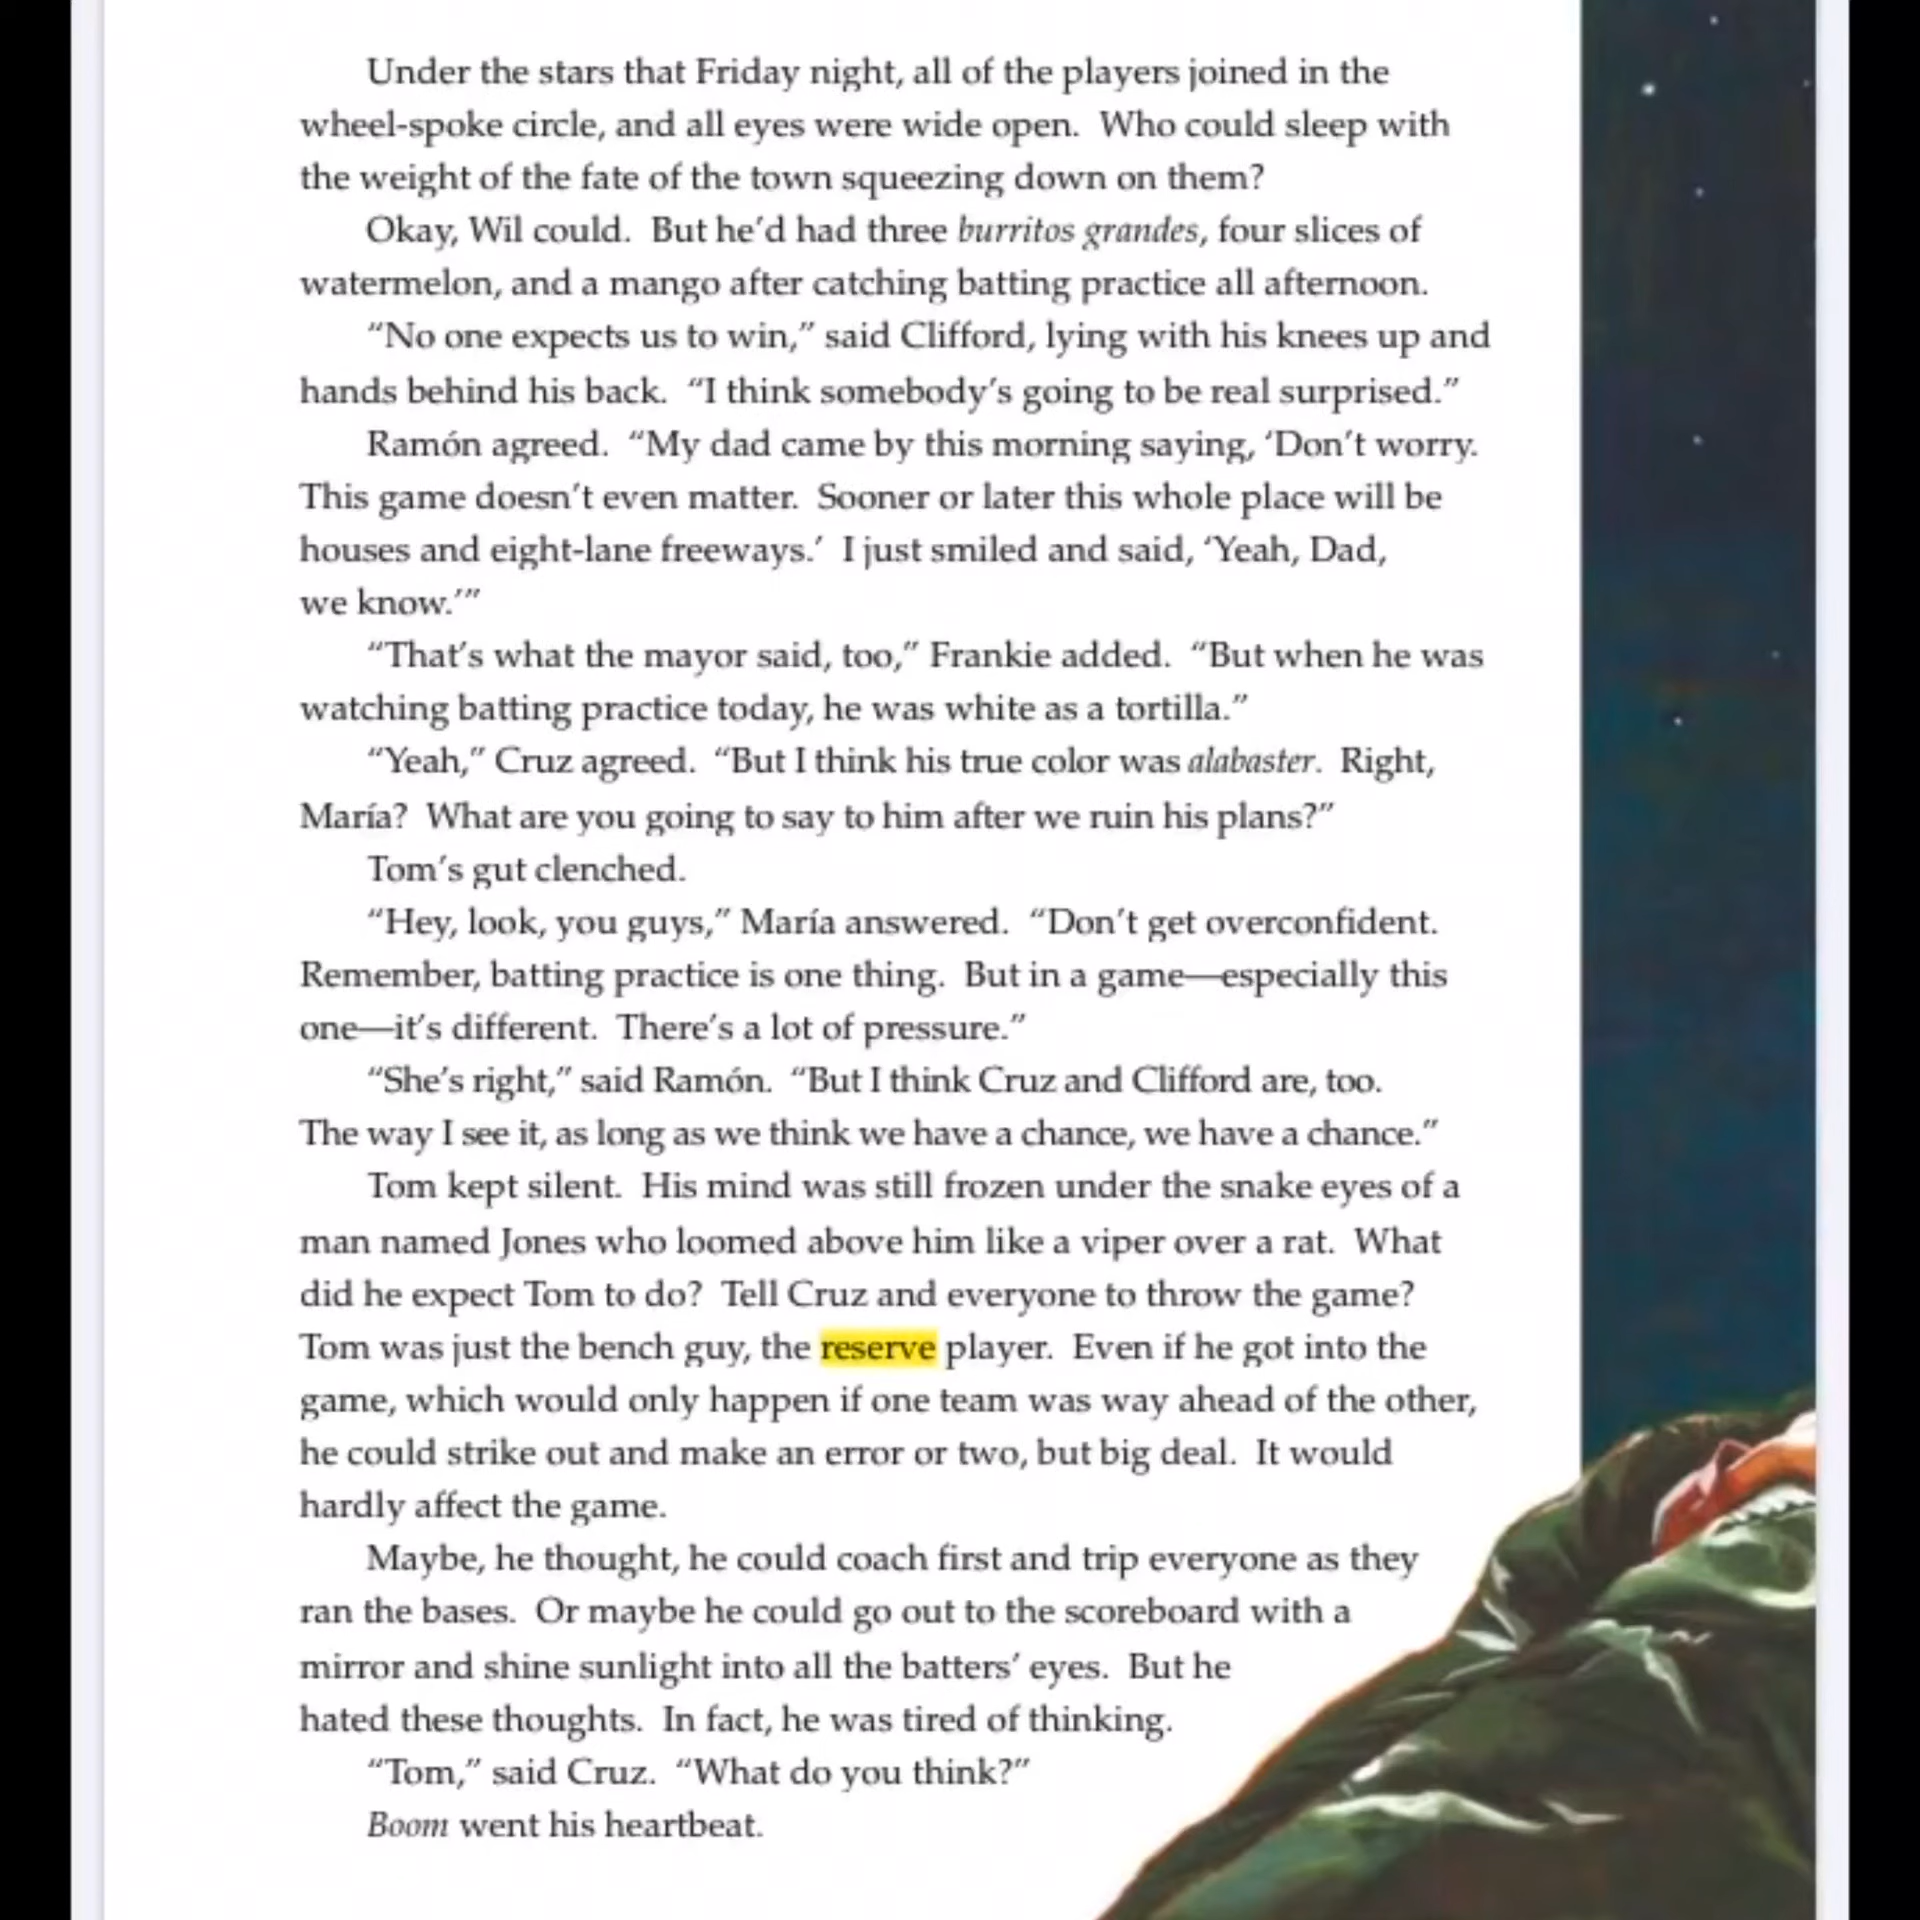 Under the stars that Friday night, all of the players joined in the
wheel-spoke circle, and all eyes were wide open.  Who could sleep with
the weight of the fate of the town squeezing down on them?
Okay, Wil could.  But he’d had three burritos grandes, four slices of
watermelon, and a mango after catching batting practice all afternoon.
“No one expects us to win,” said Clifford, lying with his knees up and
hands behind his back.  “I think somebody’s going to be real surprised.”
Ramón agreed.  “My dad came by this morning saying, ‘Don’t worry.
This game doesn’t even matter.  Sooner or later this whole place will be
houses and eight-lane freeways.’  I just smiled and said, ‘Yeah, Dad,
we know.’”
“That’s what the mayor said, too,” Frankie added.  “But when he was
watching batting practice today, he was white as a tortilla.”
“Yeah,” Cruz agreed.  “But I think his true color was alabaster.  Right,
María?  What are you going to say to him after we ruin his plans?”
Tom’s gut clenched.
“Hey, look, you guys,” María answered.  “Don’t get overconfident.
Remember, batting practice is one thing.  But in a game—especially this
one—it’s different.  There’s a lot of pressure.”
“She’s right,” said Ramón.  “But I think Cruz and Clifford are, too.
The way I see it, as long as we think we have a chance, we have a chance.”
Tom kept silent.  His mind was still frozen under the snake eyes of a
man named Jones who loomed above him like a viper over a rat.  What
did he expect Tom to do?  Tell Cruz and everyone to throw the game?
Tom was just the bench guy, the reserve player.  Even if he got into the
game, which would only happen if one team was way ahead of the other,
he could strike out and make an error or two, but big deal.  It would
hardly affect the game.
Maybe, he thought, he could coach first and trip everyone as they
ran the bases.  Or maybe he could go out to the scoreboard with a
mirror and shine sunlight into all the batters’ eyes.  But he
hated these thoughts.  In fact, he was tired of thinking.
“Tom,” said Cruz.  “What do you think?”
Boom went his heartbeat.